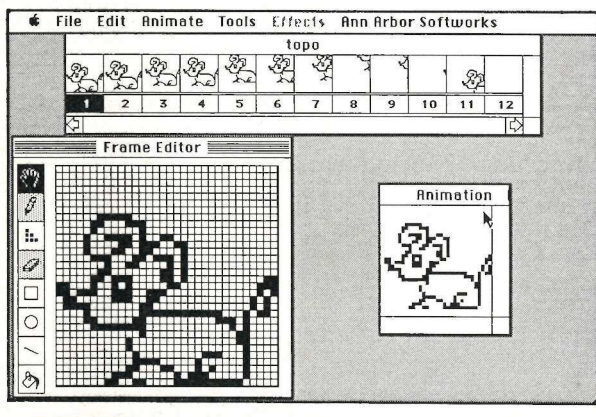 File Edit Animate Tools Effects Ann Arbor Softworks
topo
1 2 3 4 5 6 7 8 9 10 11 12
Frame Editor
Animation